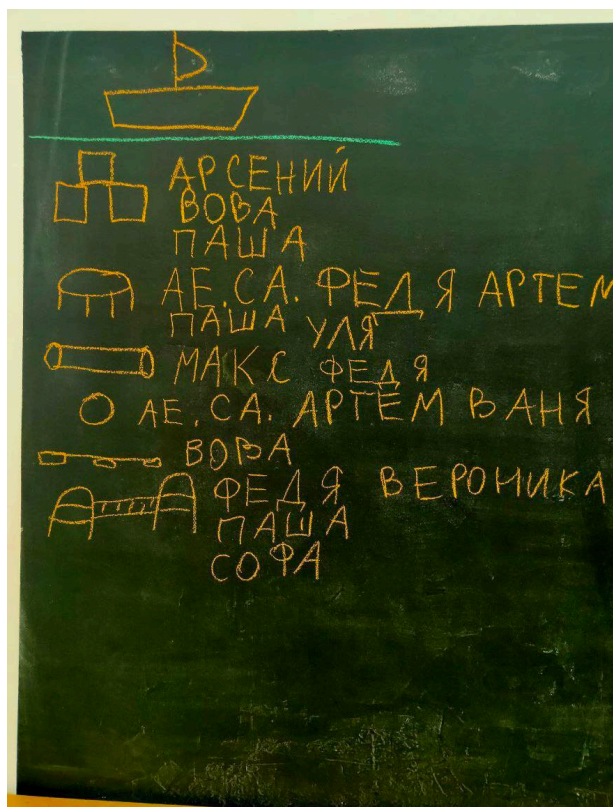 АРСЕНИЙ
ВОВА
ПАША
АЕ.СА. ФЕДЯ АРТЕМ
ПАША УЛЯ
МАКС ФЕДЯ
АЕ.СА. АРТЕМ ВАНЯ
ВОВА
ФЕДЯ ВЕРОНИКА
ПАША
СОФА